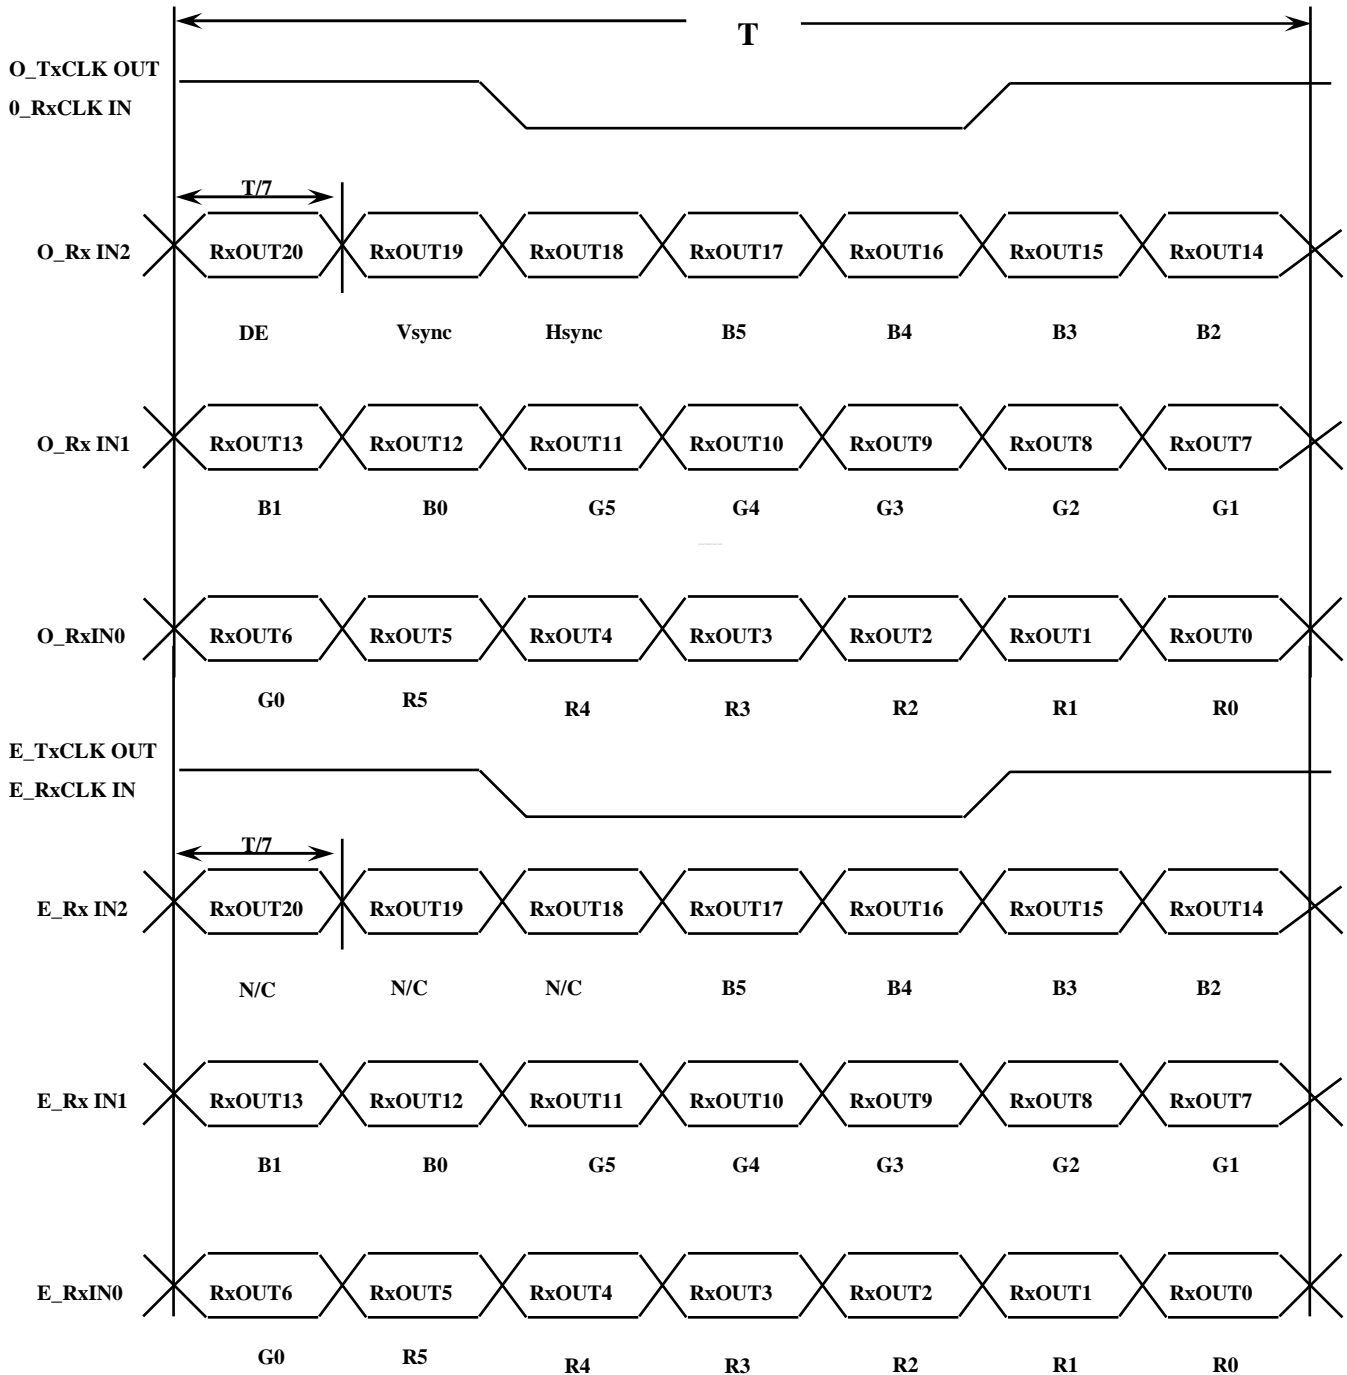 T
O_TxCLK OUT
0_RxCLK IN
T/7
O_Rx IN2 RxOUT20 RxOUT19 RxOUT18 RxOUT17 RxOUT16 RxOUT15 RxOUT14
DE Vsync Hsync B5 B4 B3 B2
O_Rx IN1 RxOUT13 RxOUT12 RxOUT11 RxOUT10 RxOUT9 RxOUT8 RxOUT7
B1 B0 G5 G4 G3 G2 G1
O_RxIN0 RxOUT6 RxOUT5 RxOUT4 RxOUT3 RxOUT2 RxOUT1 RxOUT0
G0 R5 R4 R3 R2 R1 R0
E_TxCLK OUT
E_RxCLK IN
T/7
E_Rx IN2 RxOUT20 RxOUT19 RxOUT18 RxOUT17 RxOUT16 RxOUT15 RxOUT14
N/C N/C N/C B5 B4 B3 B2
E_Rx IN1 RxOUT13 RxOUT12 RxOUT11 RxOUT10 RxOUT9 RxOUT8 RxOUT7
B1 B0 G5 G4 G3 G2 G1
E_RxIN0 RxOUT6 RxOUT5 RxOUT4 RxOUT3 RxOUT2 RxOUT1 RxOUT0
G0 R5 R4 R3 R2 R1 R0